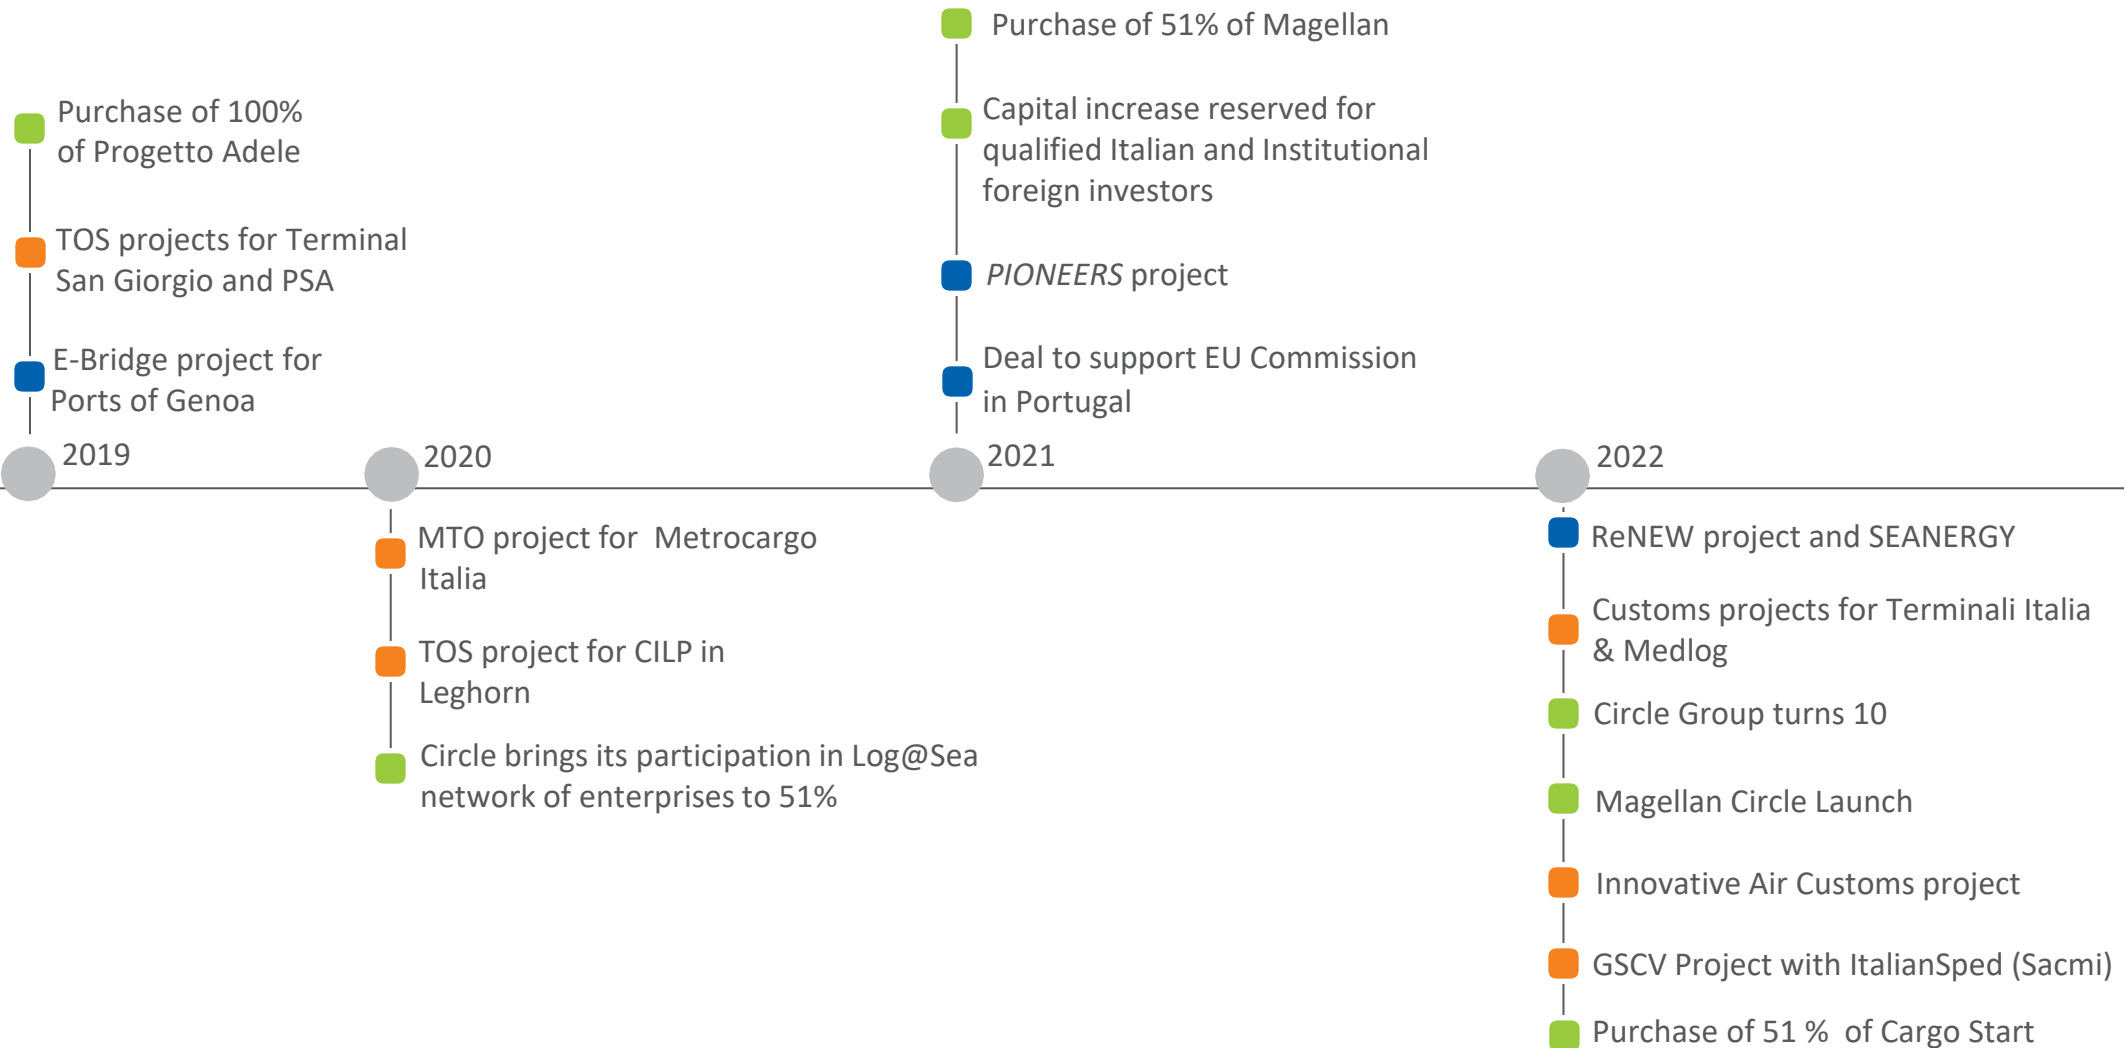 Purchase of 100%
of Progetto Adele
TOS projects for Terminal
San Giorgio and PSA
E-Bridge project for
Ports of Genoa
2019
2020
MTO project for Metrocargo
Italia
TOS project for CILP in
Leghorn
Circle brings its participation in Log@Sea
network of enterprises to 51%
Purchase of 51% of Magellan
Capital increase reserved for
qualified Italian and Institutional
foreign investors
PIONEERS project
Deal to support EU Commission
in Portugal
2021
2022
ReNEW project and SEANERGY
Customs projects for Terminali Italia
& Medlog
Circle Group turns 10
Magellan Circle Launch
Innovative Air Customs project
GSCV Project with ItalianSped (Sacmi)
Purchase of 51 % of Cargo Start